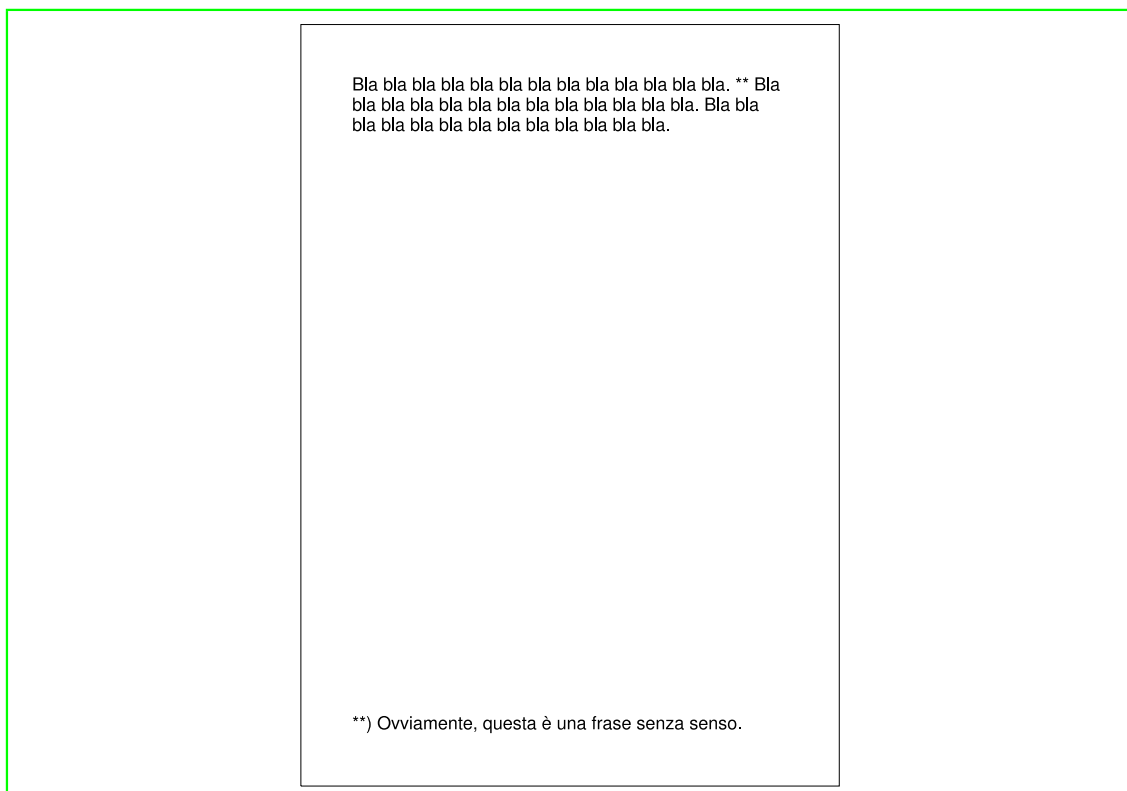 Bla bla bla bla bla bla bla bla bla bla bla bla bla. ** Bla
bla bla bla bla bla bla bla bla bla bla bla bla. Bla bla
bla bla bla bla bla bla bla bla bla bla bla.
**) Ovviamente, questa è una frase senza senso.